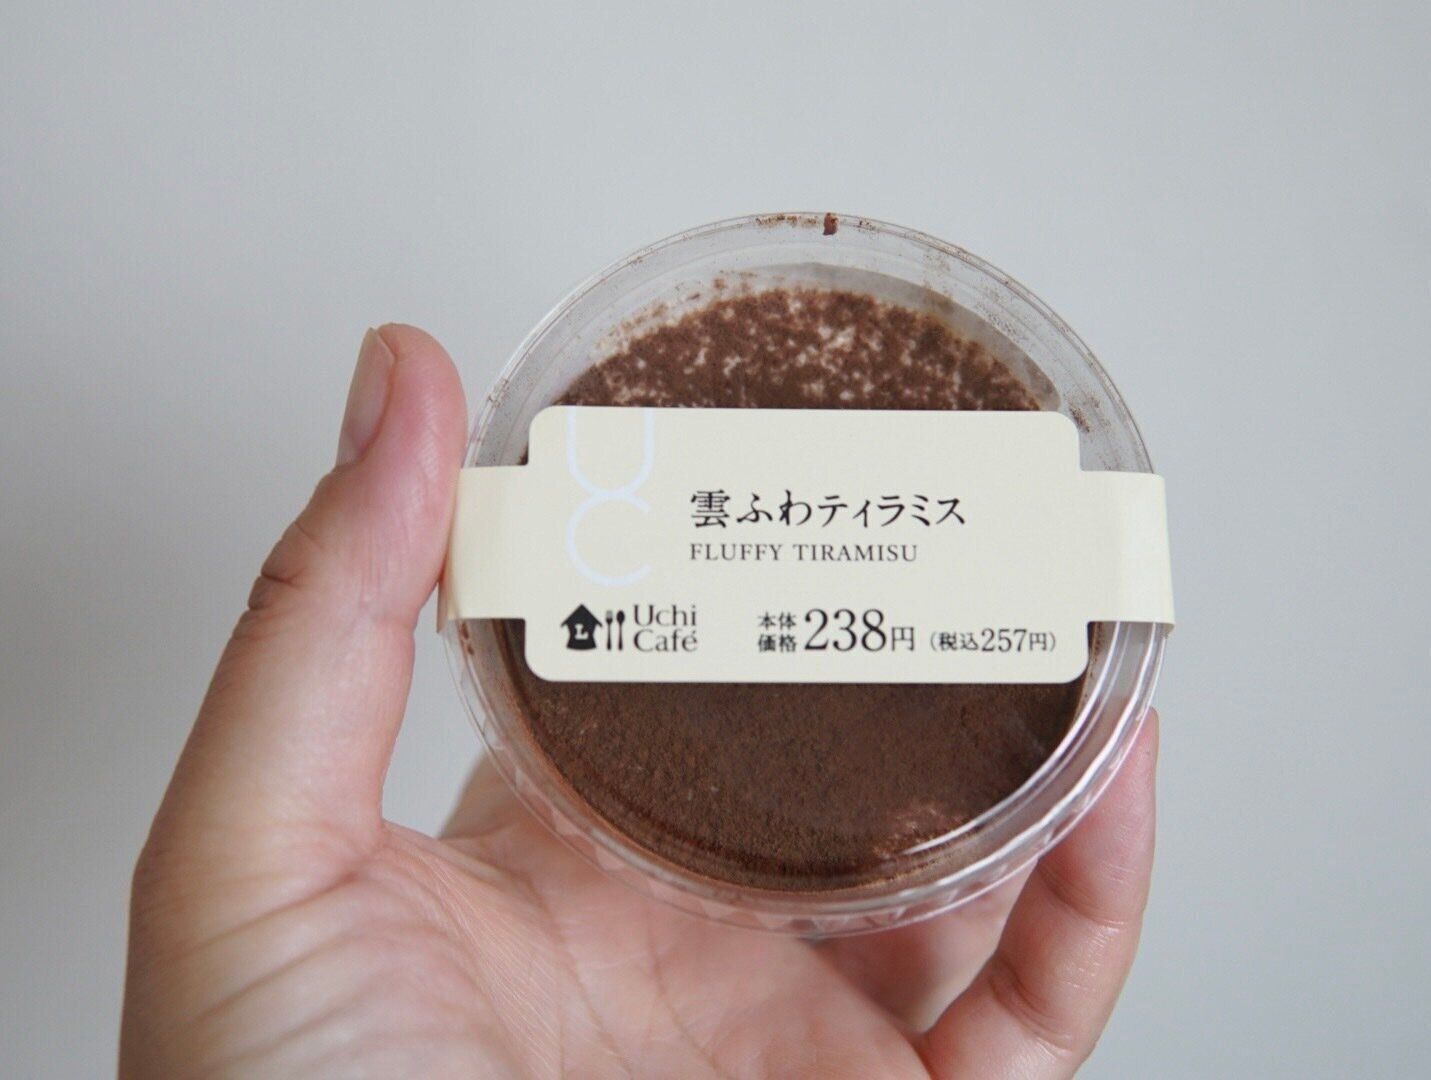 UC
雲ふわティラミス
FLUFFY TIRAMISU
L
Uchi
Café
本体
価格 238円 (税込257円)